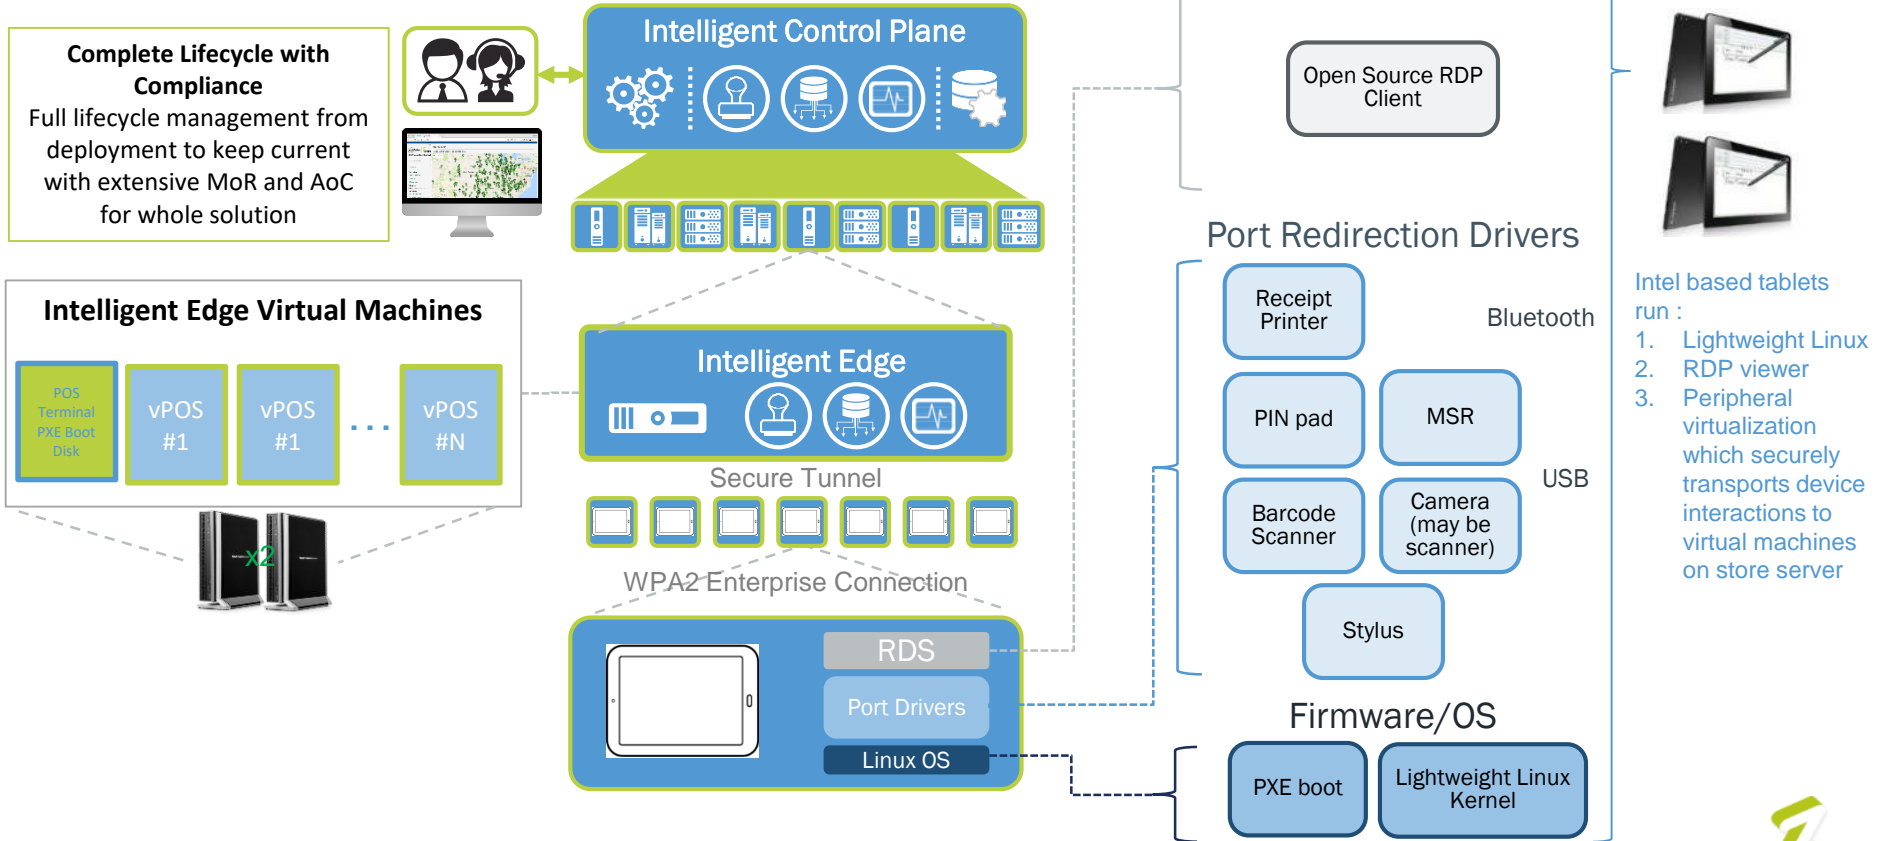 Complete Lifecycle with
Compliance
Full lifecycle management from
deployment to keep current
with extensive MoR and AoC
for whole solution
Intelligent Control Plane
Open Source RDP
Client
Intelligent Edge Virtual Machines
POS
Terminal
PXE Boot
Disk
vPOS
#1
vPOS
#1
...
vPOS
#N
x2
Intelligent Edge
Secure Tunnel
WPA2 Enterprise Connection
RDS
Port Drivers
Linux OS
Port Redirection Drivers
Receipt
Printer
Bluetooth
PIN pad
MSR
USB
Barcode
Scanner
Camera
(may be
scanner)
Stylus
Firmware/OS
PXE boot
Lightweight Linux
Kernel
Intel based tablets
run :
1. Lightweight Linux
2. RDP viewer
3. Peripheral
virtualization
which securely
transports device
interactions to
virtual machines
on store server